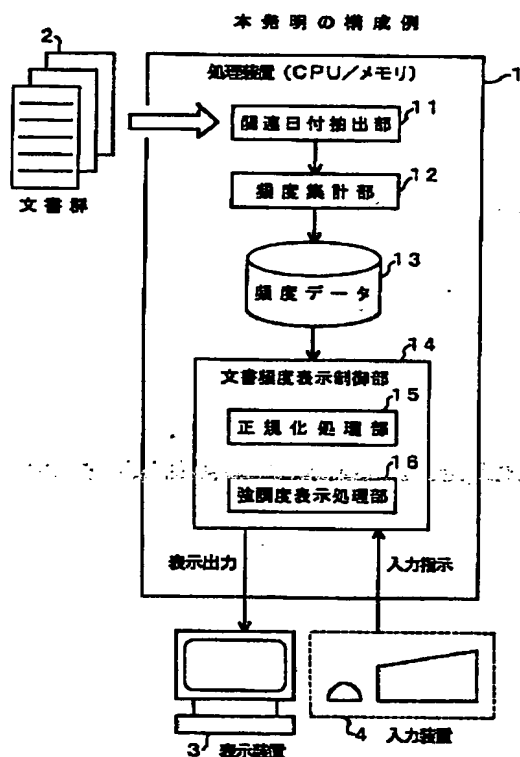 本発明の構成例
2
1
処理装置(CPU/メモリ)
11
関連日付抽出部
文書群
12
頻度集計部
13
頻度データ
14
文書頻度表示制御部
15
正規化処理部
16
強調度表示処理部
表示出力
入力指示
3 表示装置
4 入力装置